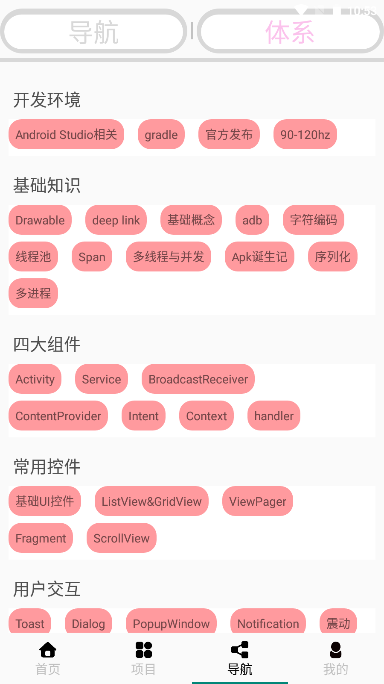 导航 | 体系
开发环境
Android Studio相关 gradle 官方发布 90-120hz
基础知识
Drawable deep link 基础概念 adb 字符编码
线程池 Span 多线程与并发 Apk诞生记 序列化
多进程
四大组件
Activity Service BroadcastReceiver
ContentProvider Intent Context handler
常用控件
基础UI控件 ListView&GridView ViewPager
Fragment ScrollView
用户交互
Toast Dialog PopupWindow Notification 震动
首页 项目 导航 我的